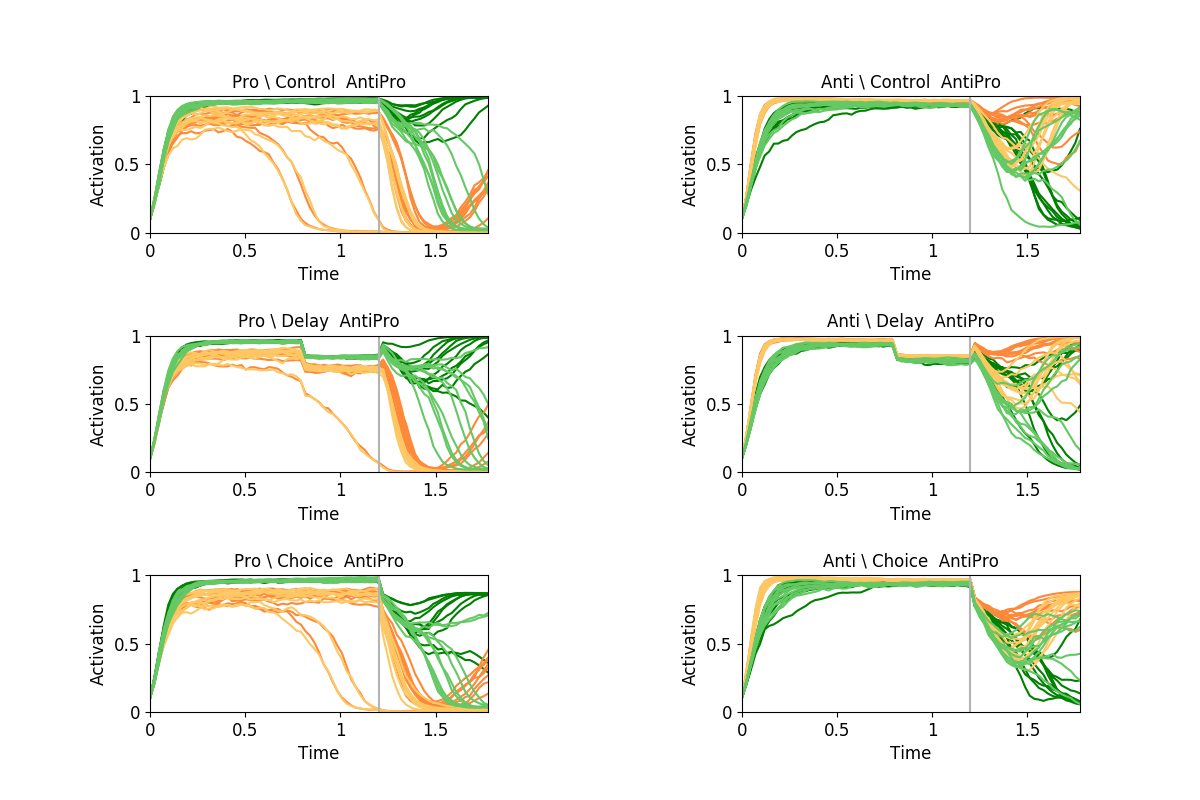 Pro \ Control  AntiPro
1
0.5
0
Activation
0 0.5 1 1.5
Time
Anti \ Control  AntiPro
1
0.5
0
Activation
0 0.5 1 1.5
Time
Pro \ Delay  AntiPro
1
0.5
0
Activation
0 0.5 1 1.5
Time
Anti \ Delay  AntiPro
1
0.5
0
Activation
0 0.5 1 1.5
Time
Pro \ Choice  AntiPro
1
0.5
0
Activation
0 0.5 1 1.5
Time
Anti \ Choice  AntiPro
1
0.5
0
Activation
0 0.5 1 1.5
Time